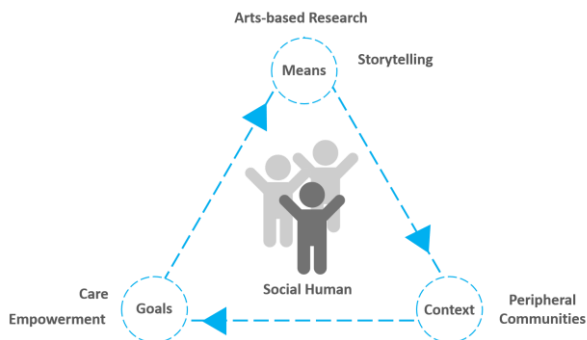 Arts-based Research
Means
Storytelling
Social Human
Care
Empowerment
Goals
Context
Peripheral
Communities